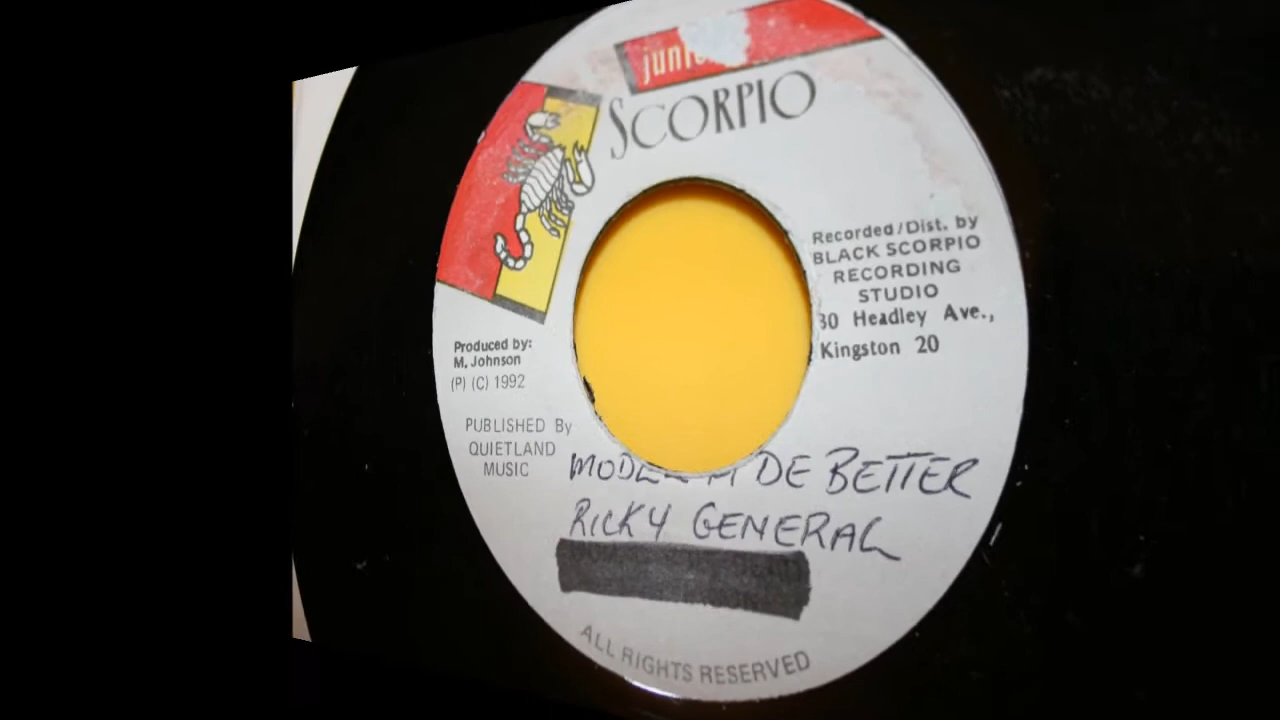 SCORPIO
Recorded/Dist. by
BLACK SCORPIO
RECORDING
STUDIO
30 Headley Ave.,
Kingston 20
Produced by:
M. Johnson
(P) (C) 1992
PUBLISHED By
QUIETLAND
MUSIC
DE BETTER
RICKY GENERAL
ALL RIGHTS RESERVED